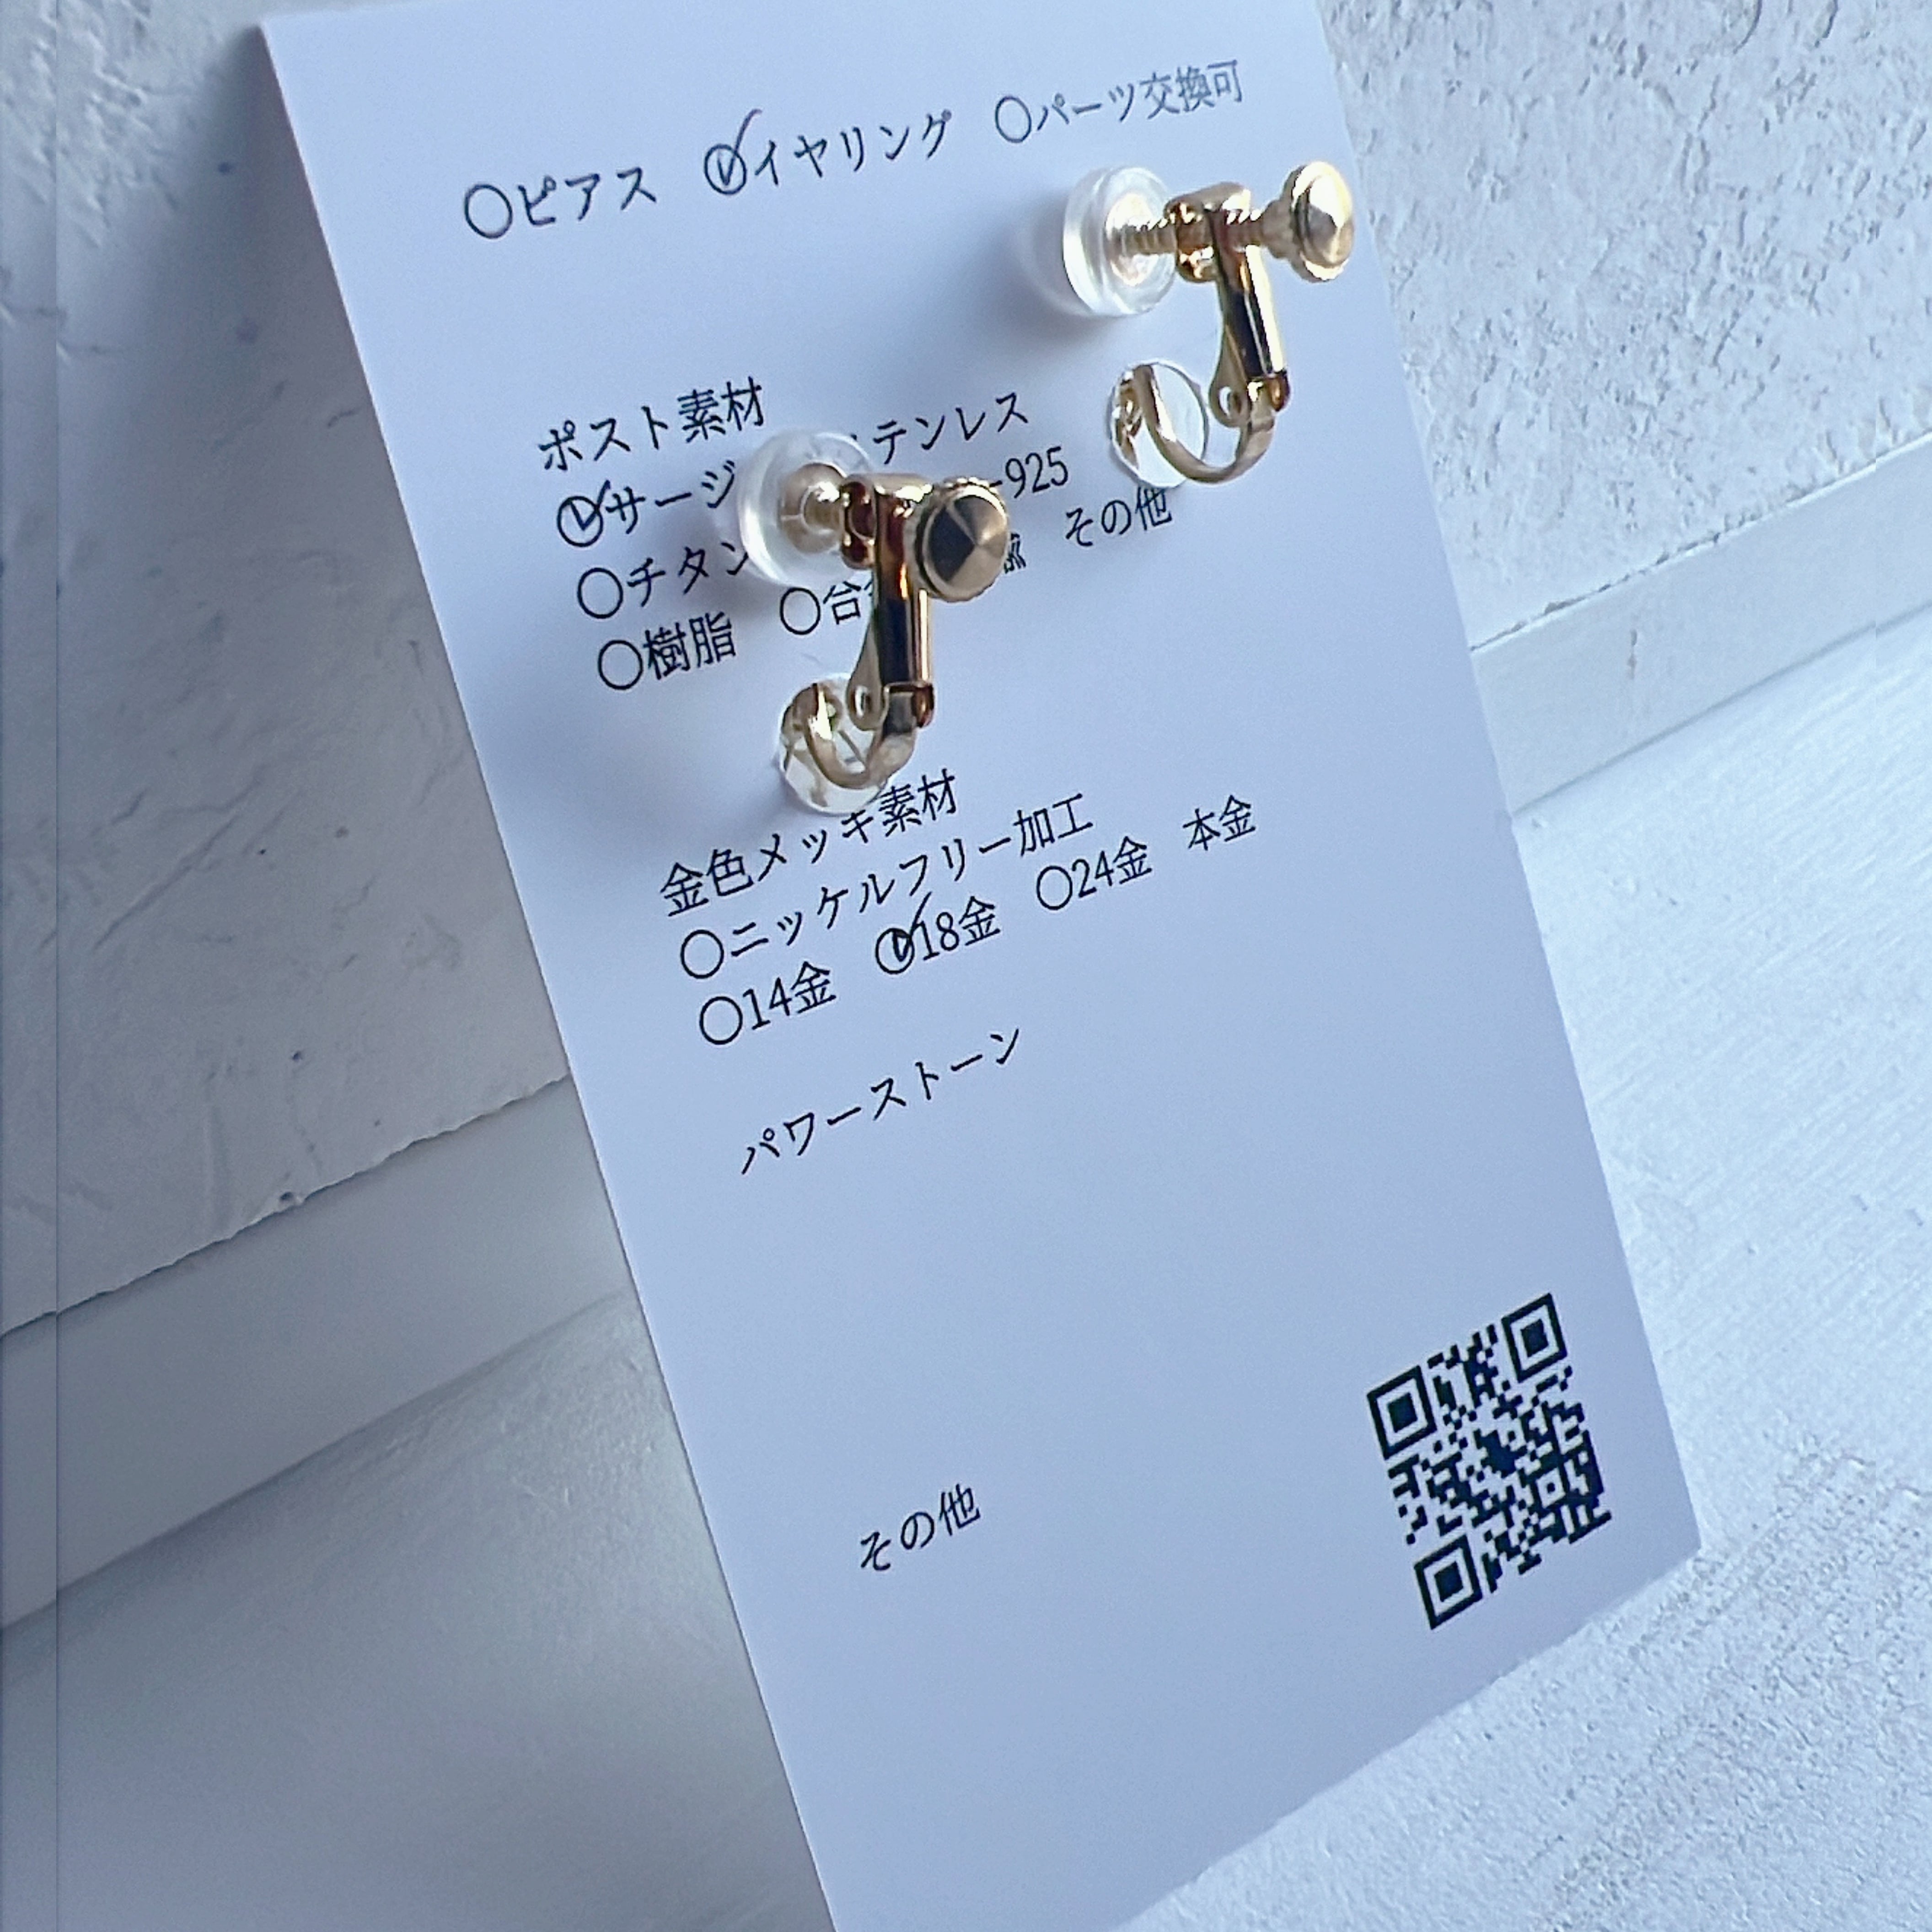 ○ピアス ✓イヤリング ○パーツ交換可
ポスト素材
✓サージ テンレス
○チタン -925
○樹脂 ○合 その他
金色メッキ素材
○ニッケルフリー加工
○14金 ✓18金 ○24金 本金
パワーストーン
その他